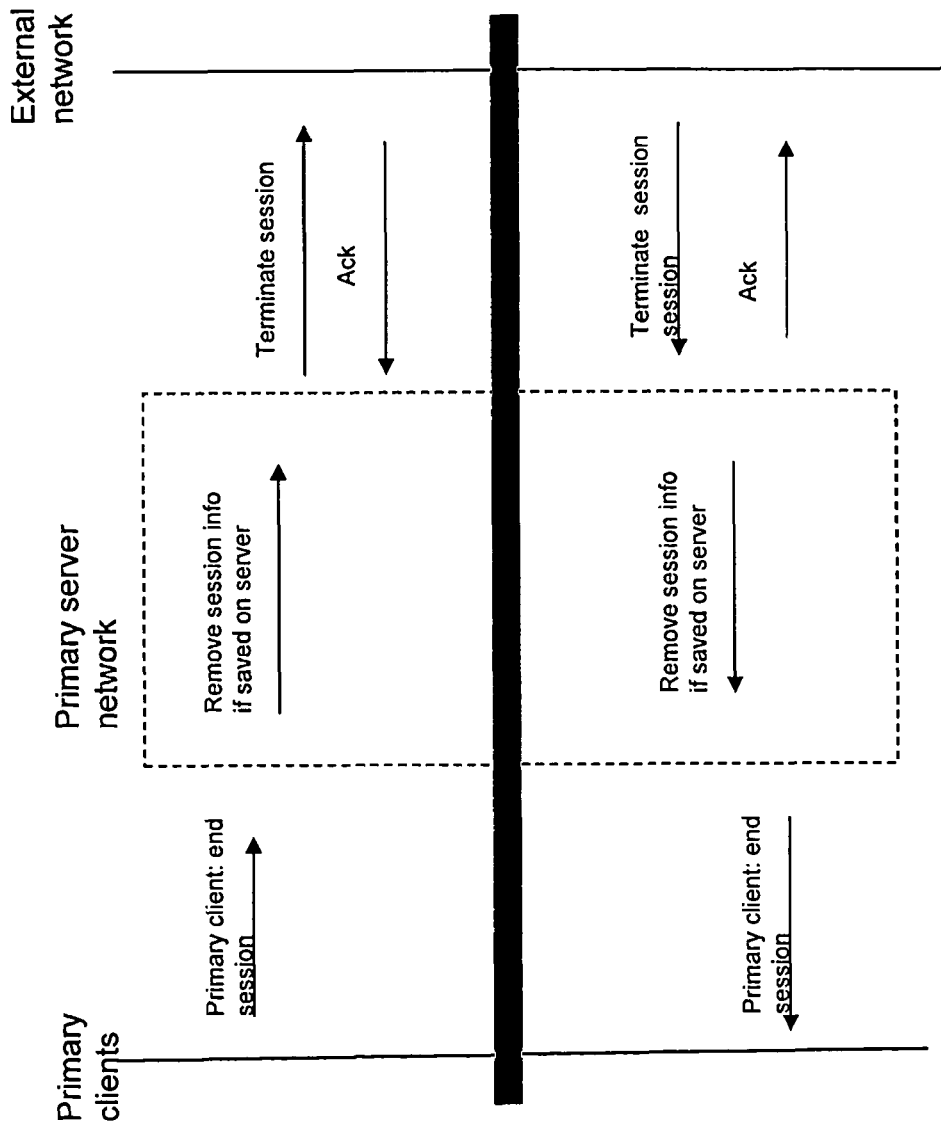 Primary
clients
Primary server
network
External
network
Primary client: end
session
Remove session info
if saved on server
Terminate session
Ack
Terminate session
session
Ack
Remove session info
if saved on server
Primary client: end
session